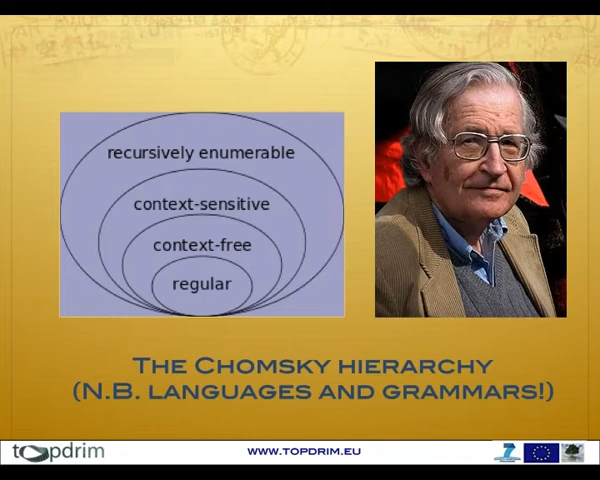 recursively enumerable
context-sensitive
context-free
regular
THE CHOMSKY HIERARCHY
(N.B. LANGUAGES AND GRAMMARS!)
topdrim
WWW.TOPDRIM.EU